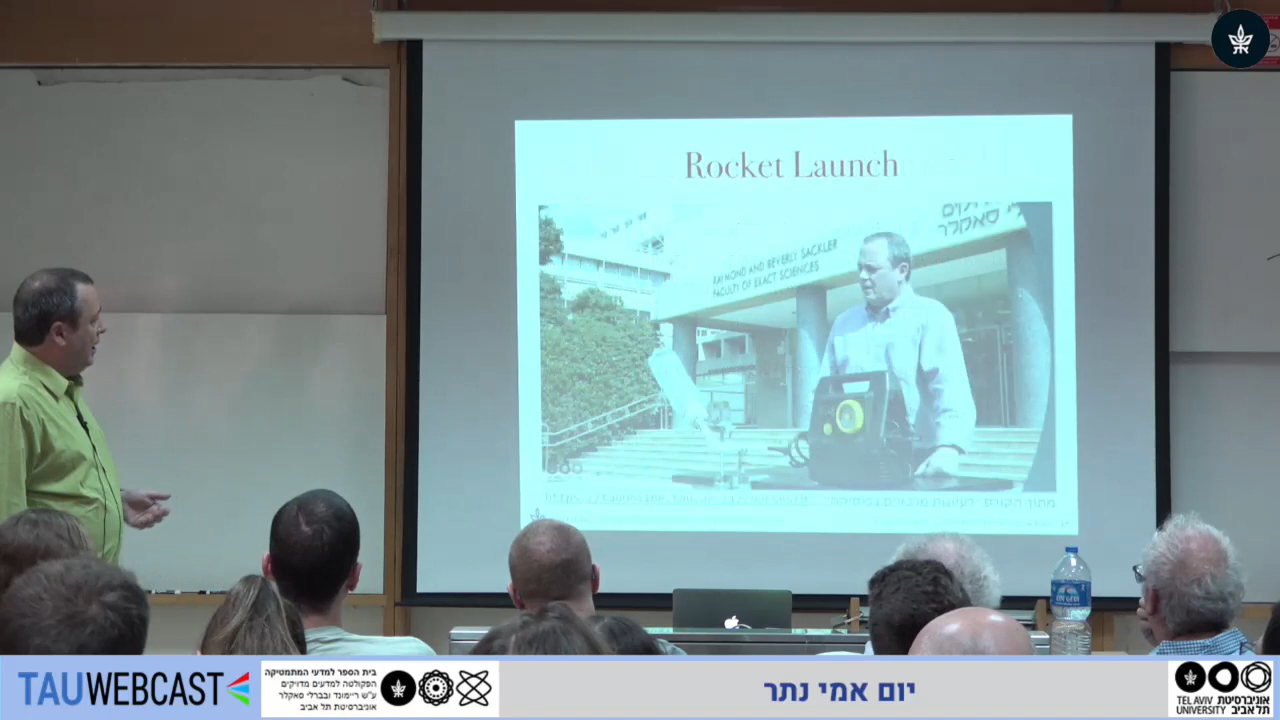 Rocket Launch
RAYMOND AND BEVERLY SACKLER
FACULTY OF EXACT SCIENCES
סאקלר
TAUWEBCAST
בית הספר למדעי המתמטיקה
הפקולטה למדעים מדויקים
ע"ש ריימונד ובברלי סאקלר
אוניברסיטת תל אביב
יום אמי נתר
TEL AVIV
UNIVERSITY
אוניברסיטת
תל אביב